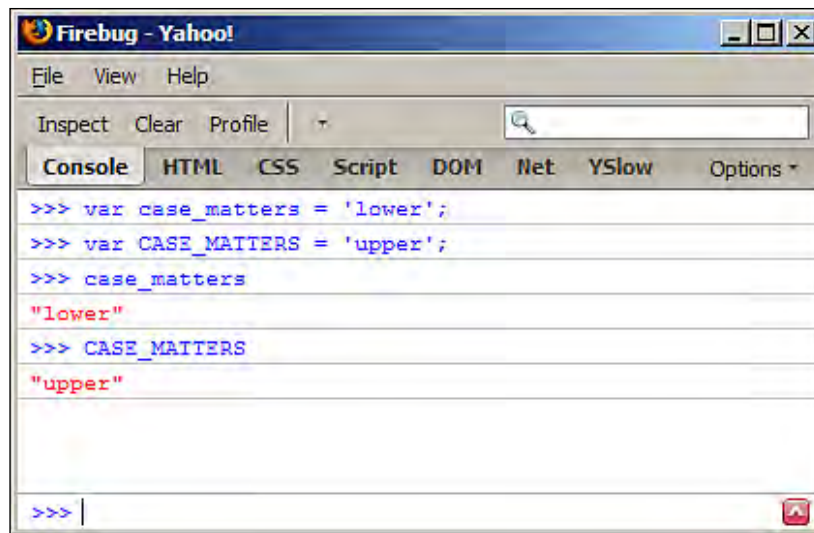 Firebug - Yahoo!
File View Help
Inspect Clear Profile
Console HTML CSS Script DOM Net YSlow Options
>>> var case_matters = 'lower';
>>> var CASE_MATTERS = 'upper';
>>> case_matters
"lower"
>>> CASE_MATTERS
"upper"
>>>